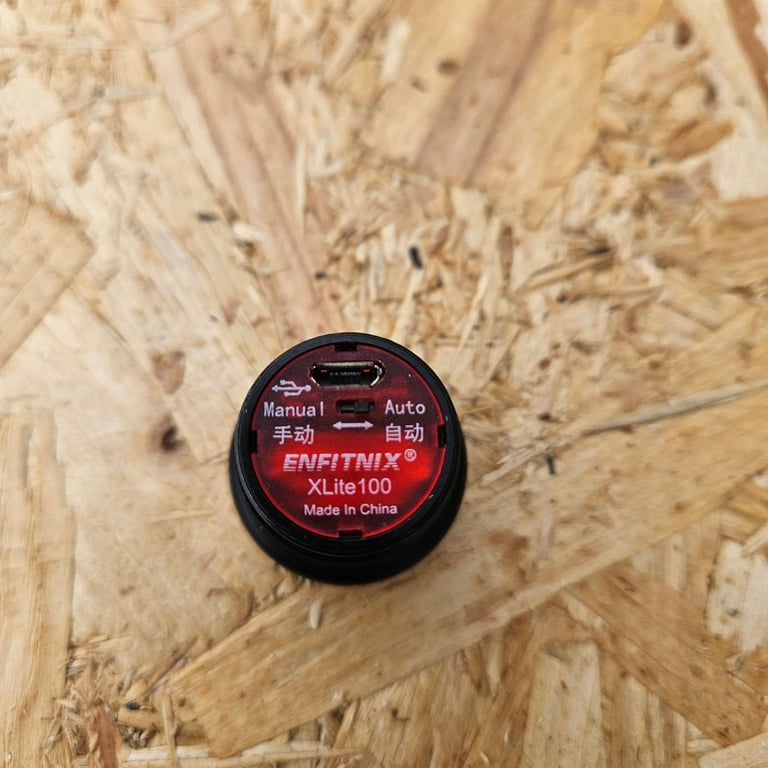 Manual Auto
手动 自动
ENFITNIX®
XLite100
Made In China